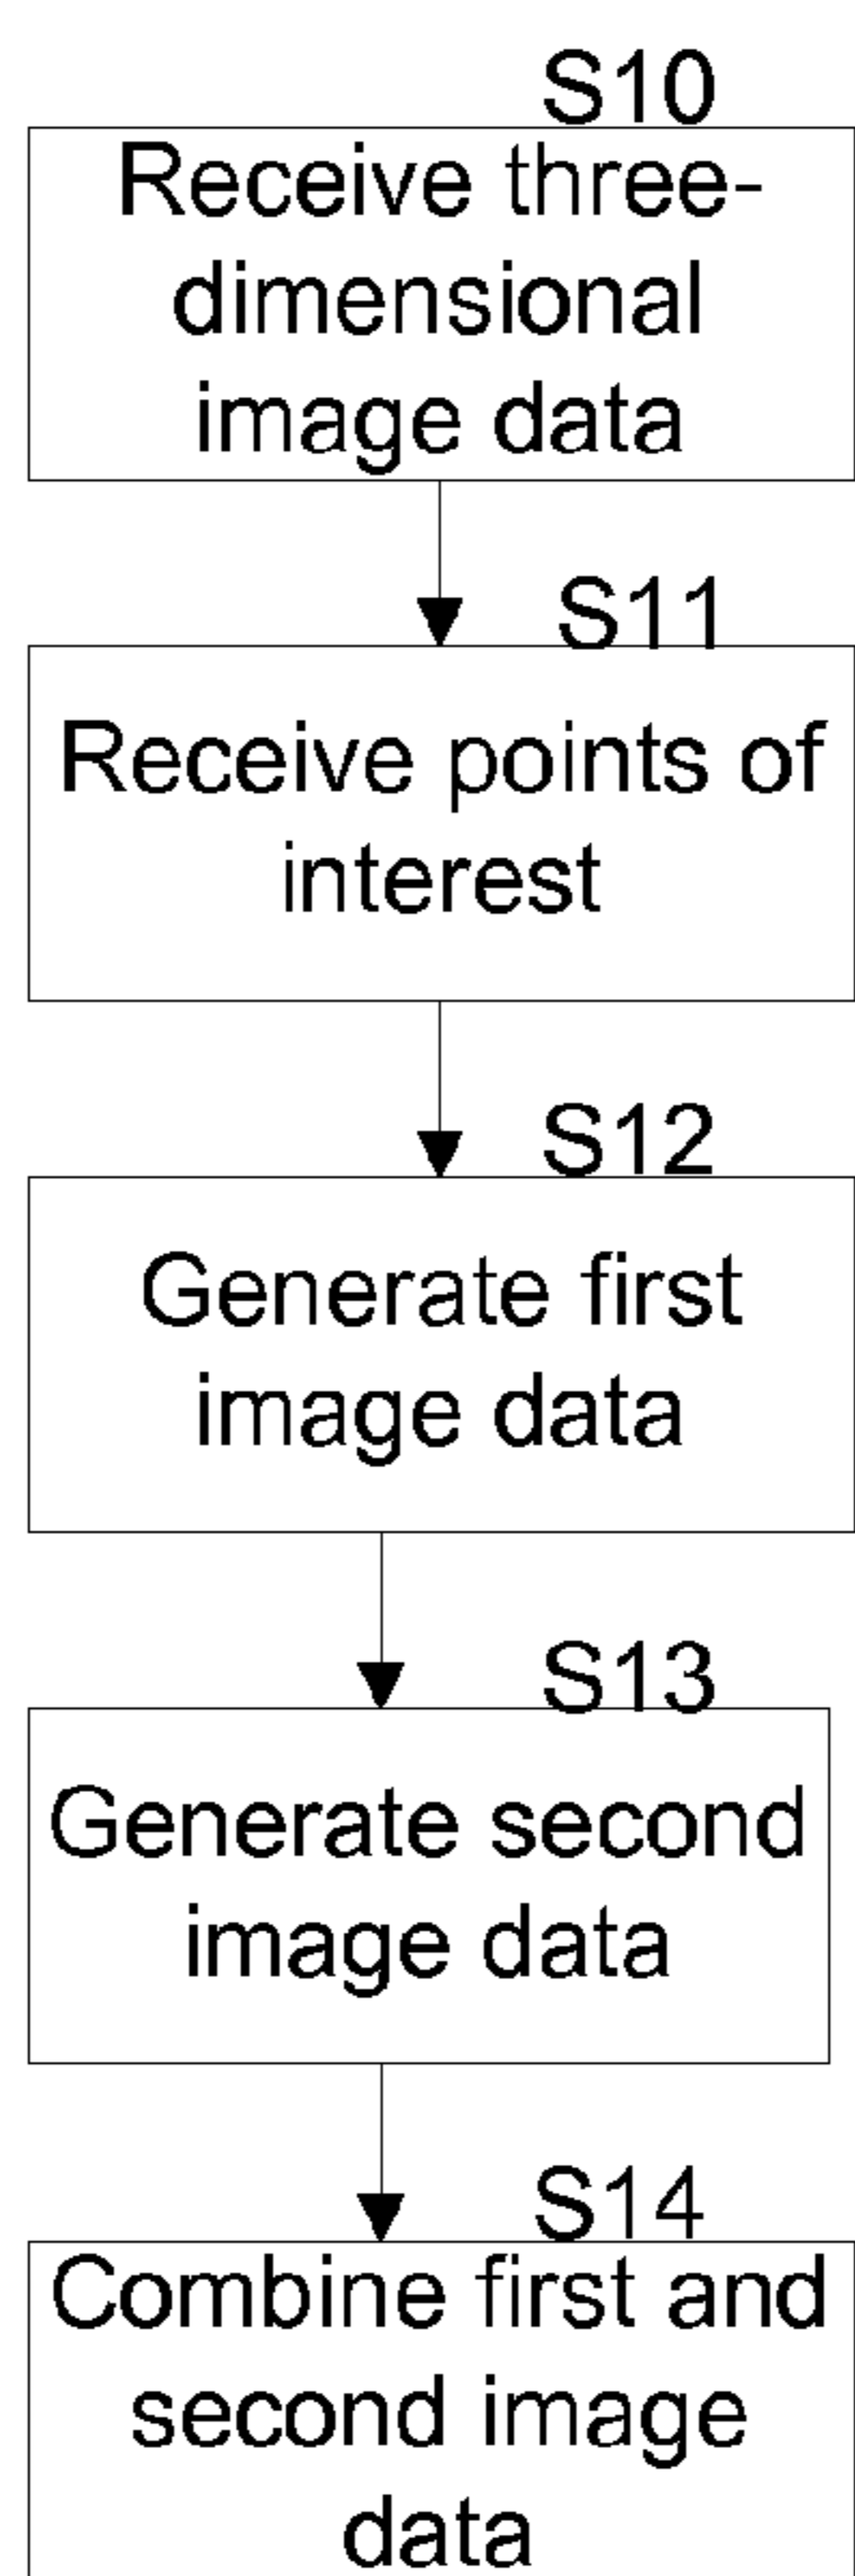 S10
Receive three-
dimensional
image data
S11
Receive points of
interest
S12
Generate first
image data
S13
Generate second
image data
S14
Combine first and
second image
data